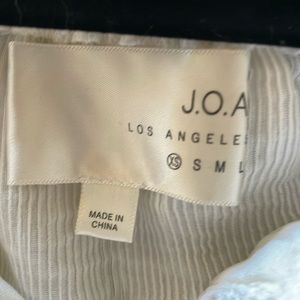 J.O.A
LOS ANGELE
XS S M L
MADE IN
CHINA